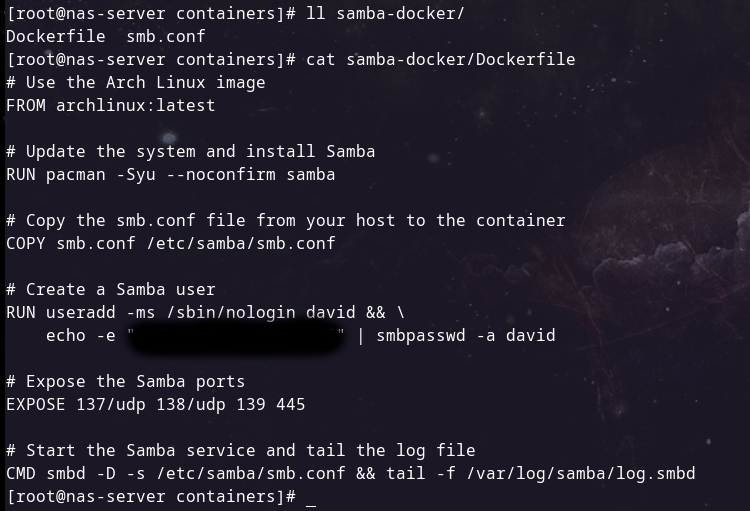 [root@nas-server containers]# ll samba-docker/
Dockerfile  smb.conf
[root@nas-server containers]# cat samba-docker/Dockerfile
# Use the Arch Linux image
FROM archlinux:latest

# Update the system and install Samba
RUN pacman -Syu --noconfirm samba

# Copy the smb.conf file from your host to the container
COPY smb.conf /etc/samba/smb.conf

# Create a Samba user
RUN useradd -ms /sbin/nologin david && \
    echo -e "" | smbpasswd -a david

# Expose the Samba ports
EXPOSE 137/udp 138/udp 139 445

# Start the Samba service and tail the log file
CMD smbd -D -s /etc/samba/smb.conf && tail -f /var/log/samba/log.smbd
[root@nas-server containers]# _